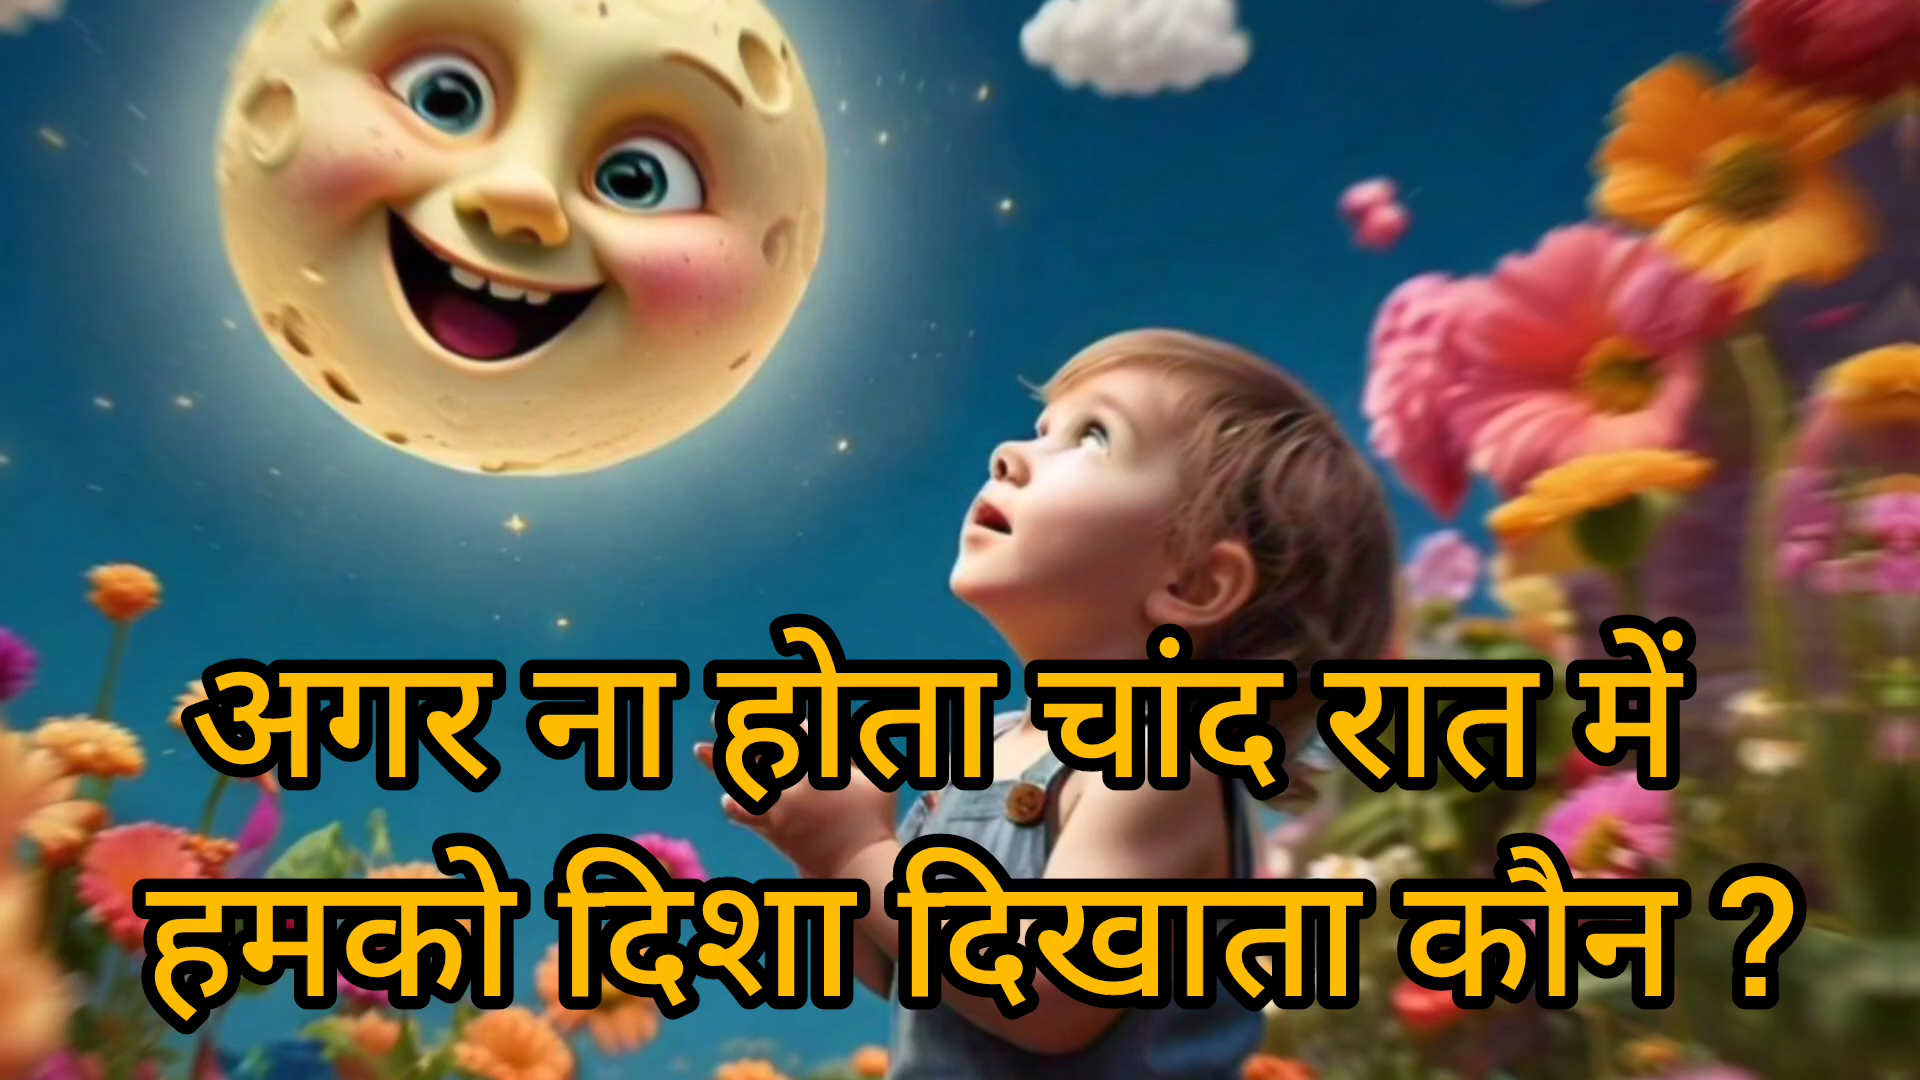 अगर ना होता चांद रात में
हमको दिशा दिखाता कौन ?